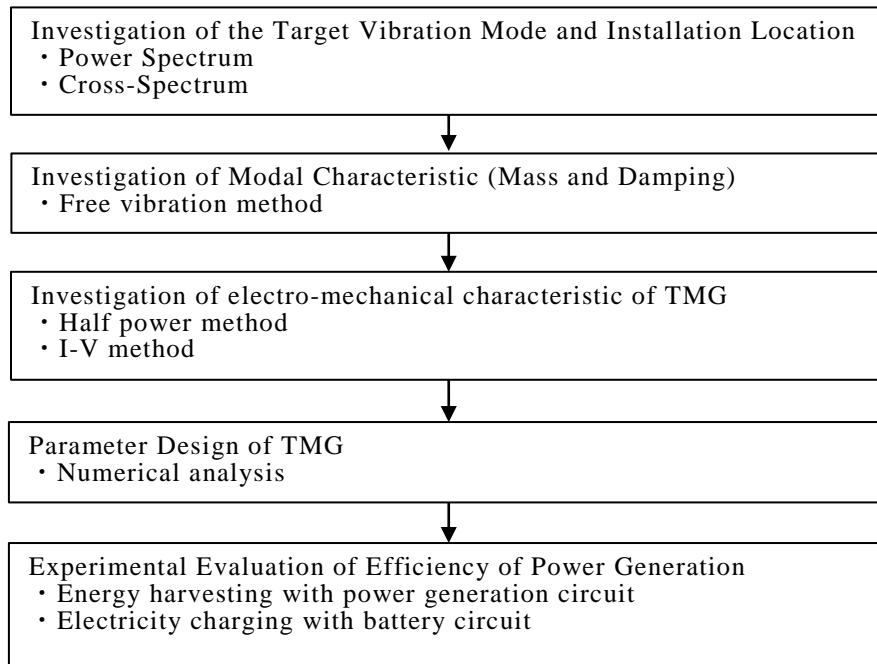 Investigation of the Target Vibration Mode and Installation Location
・Power Spectrum
・Cross-Spectrum
Investigation of Modal Characteristic (Mass and Damping)
・Free vibration method
Investigation of electro-mechanical characteristic of TMG
・Half power method
・I-V method
Parameter Design of TMG
・Numerical analysis
Experimental Evaluation of Efficiency of Power Generation
・Energy harvesting with power generation circuit
・Electricity charging with battery circuit